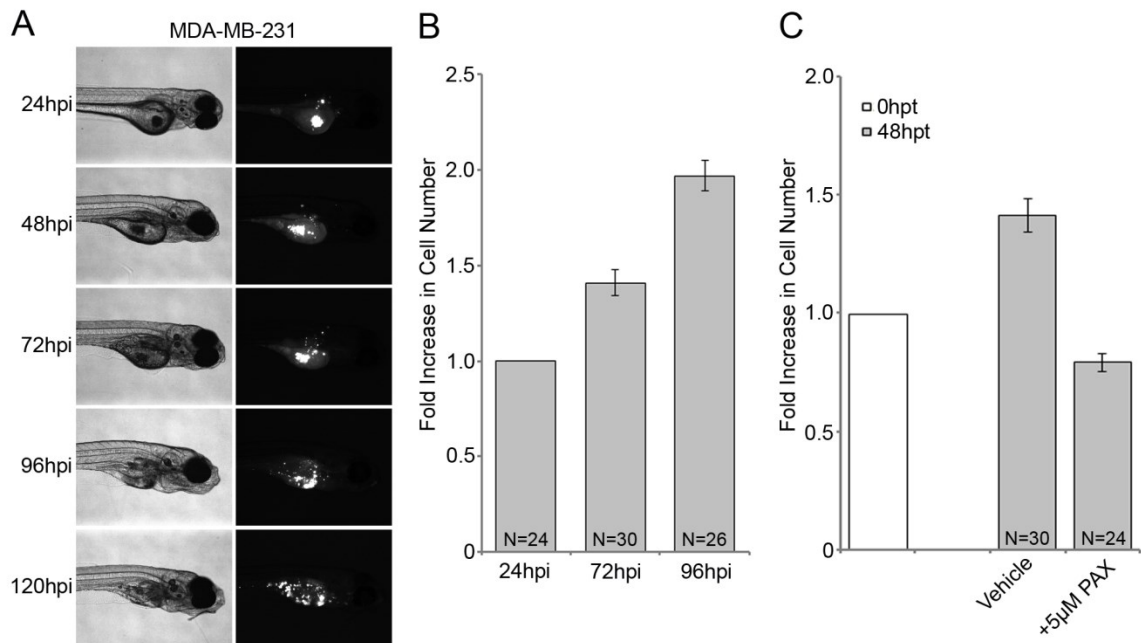 A
MDA-MB-231
24hpi
48hpi
72hpi
96hpi
120hpi
B
Fold Increase in Cell Number
2.5
2.0
1.5
1.0
0.5
0
N=24
N=30
N=26
24hpi
72hpi
96hpi
C
Fold Increase in Cell Number
2.0
1.5
1.0
0.5
0
0hpt
48hpt
N=30
N=24
Vehicle
+5µM PAX